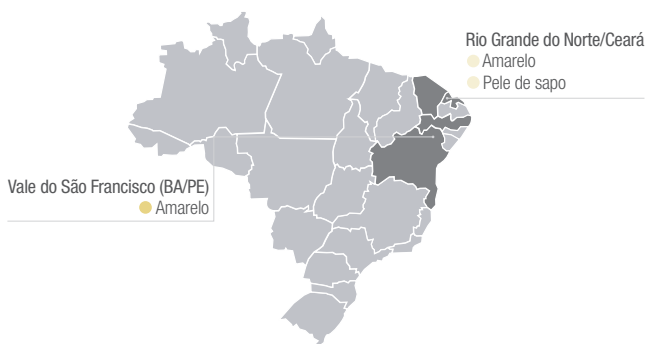 Rio Grande do Norte/Ceará
Amarelo
Pele de sapo
Vale do São Francisco (BA/PE)
Amarelo